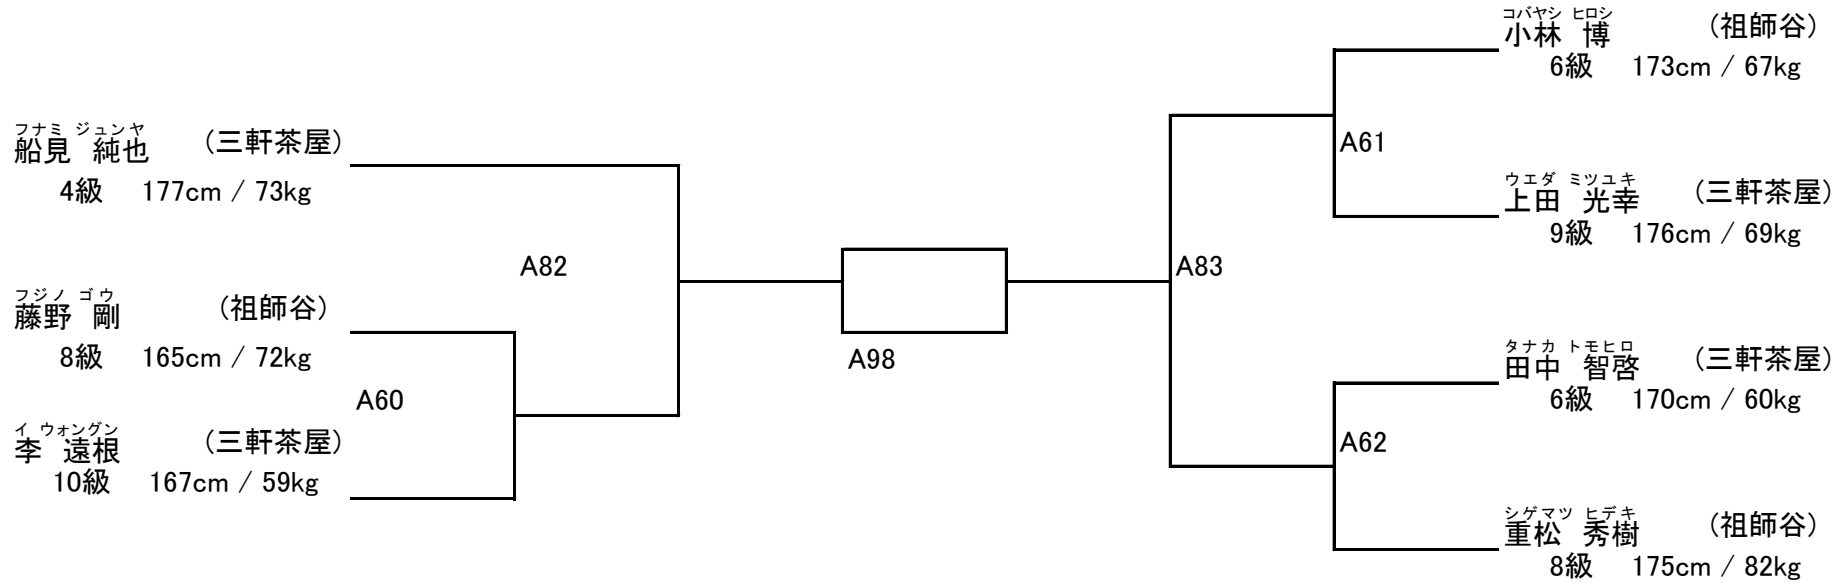 フナミ ジュンヤ
船見 純也 (三軒茶屋)
4級 177cm / 73kg
A82
フジノ ゴウ
藤野 剛 (祖師谷)
8級 165cm / 72kg
A60
イ ウォングン
李 遠根 (三軒茶屋)
10級 167cm / 59kg
A98
コバヤシ ヒロシ
小林 博 (祖師谷)
6級 173cm / 67kg
A61
ウエダ ミツユキ
上田 光幸 (三軒茶屋)
9級 176cm / 69kg
A83
タナカ トモヒロ
田中 智啓 (三軒茶屋)
6級 170cm / 60kg
A62
シゲマツ ヒデキ
重松 秀樹 (祖師谷)
8級 175cm / 82kg